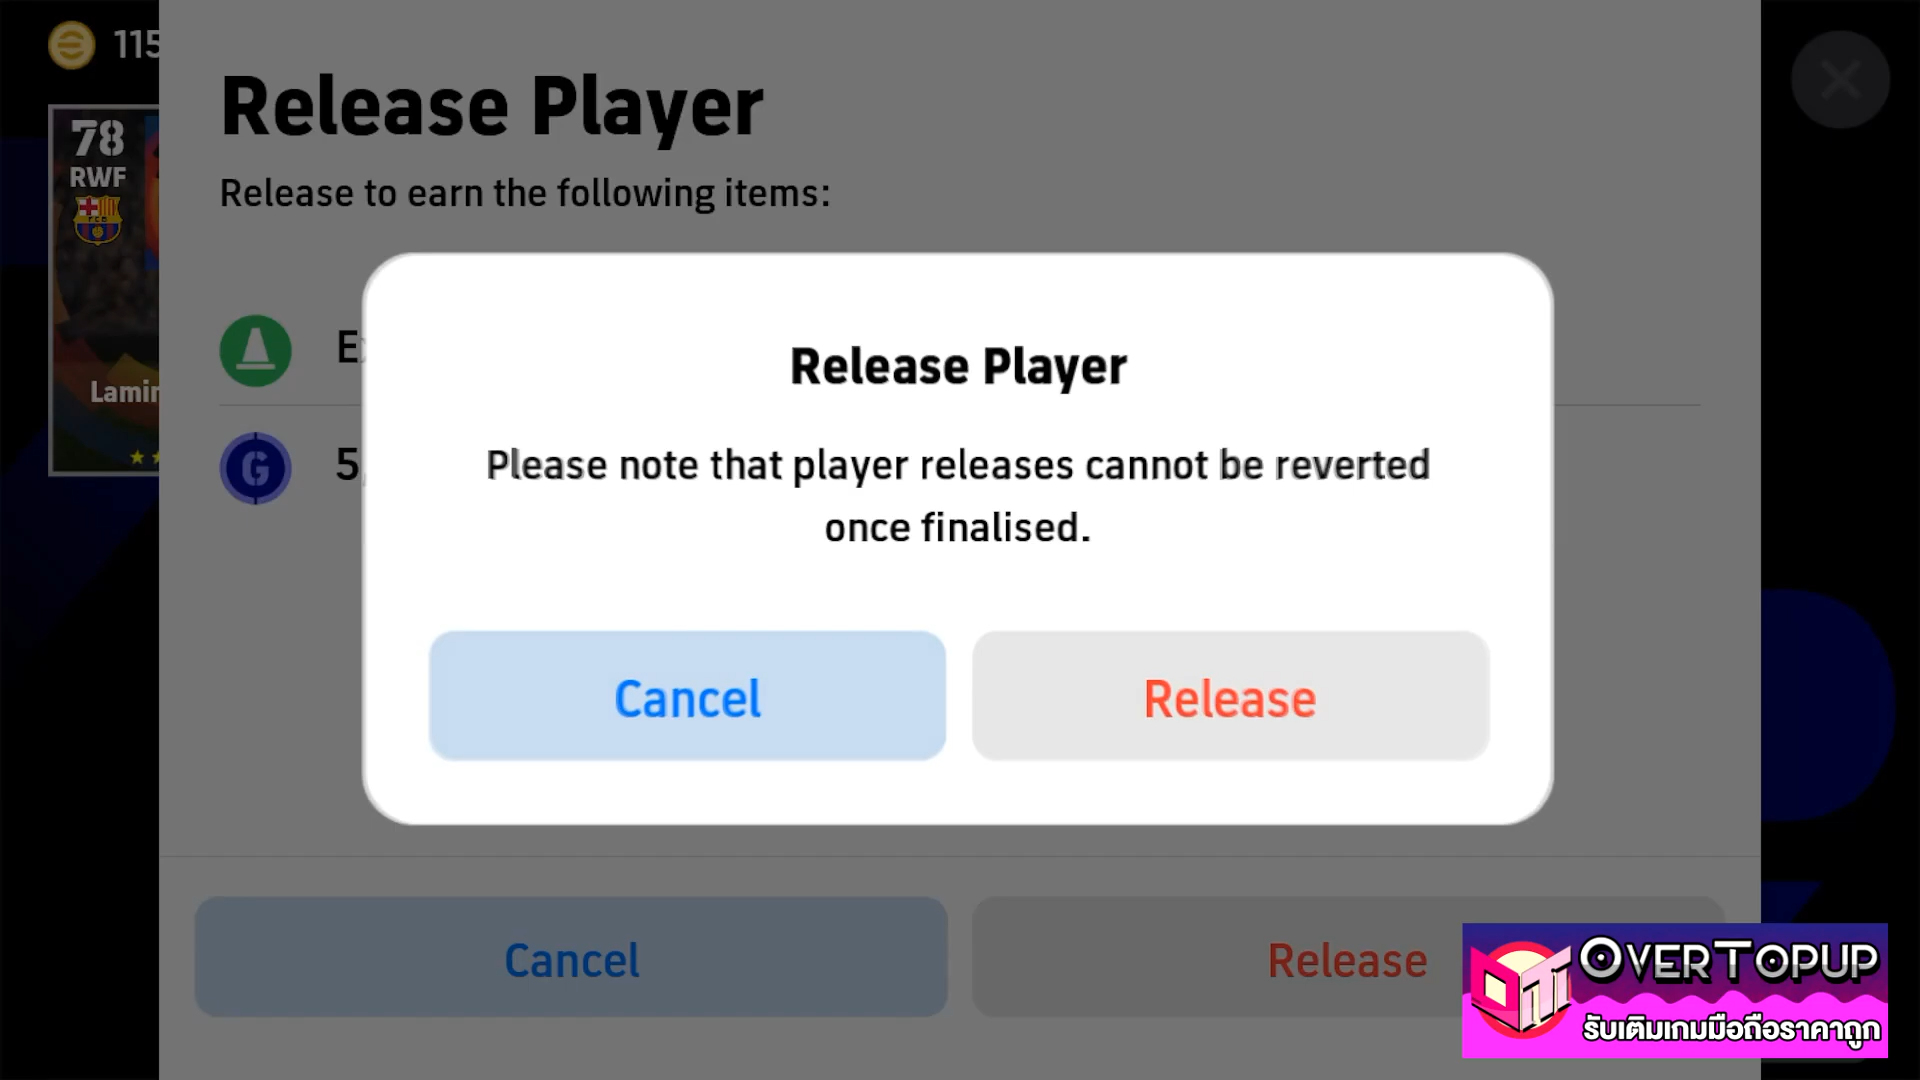 115
78
RWF
FCB
Release Player
Release to earn the following items:
G
Release Player
Please note that player releases cannot be reverted
once finalised.
Cancel
Release
Cancel
Release
OVERTOPUP
รับเติมเกมมือถือราคาถูก